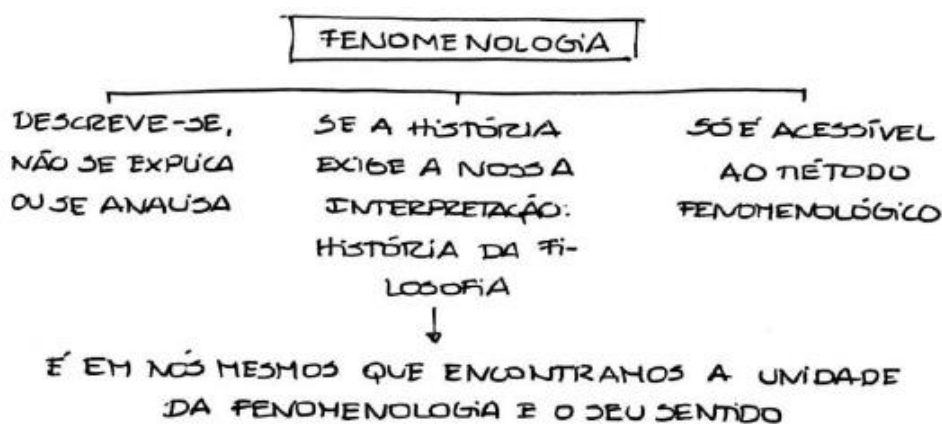 FENOMENOLOGIA
DESCREVE-SE,
NÃO SE EXPLICA
OU SE ANALISA
SE A HISTÓRIA
EXIGE A NOSSA
INTERPRETAÇÃO:
HISTÓRIA DA FI-
LOSOFIA
SÓ É ACESSÍVEL
AO MÉTODO
FENOMENOLÓGICO
É EM NÓS MESMOS QUE ENCONTRAMOS A UNIDADE
DA FENOMENOLOGIA E O SEU SENTIDO